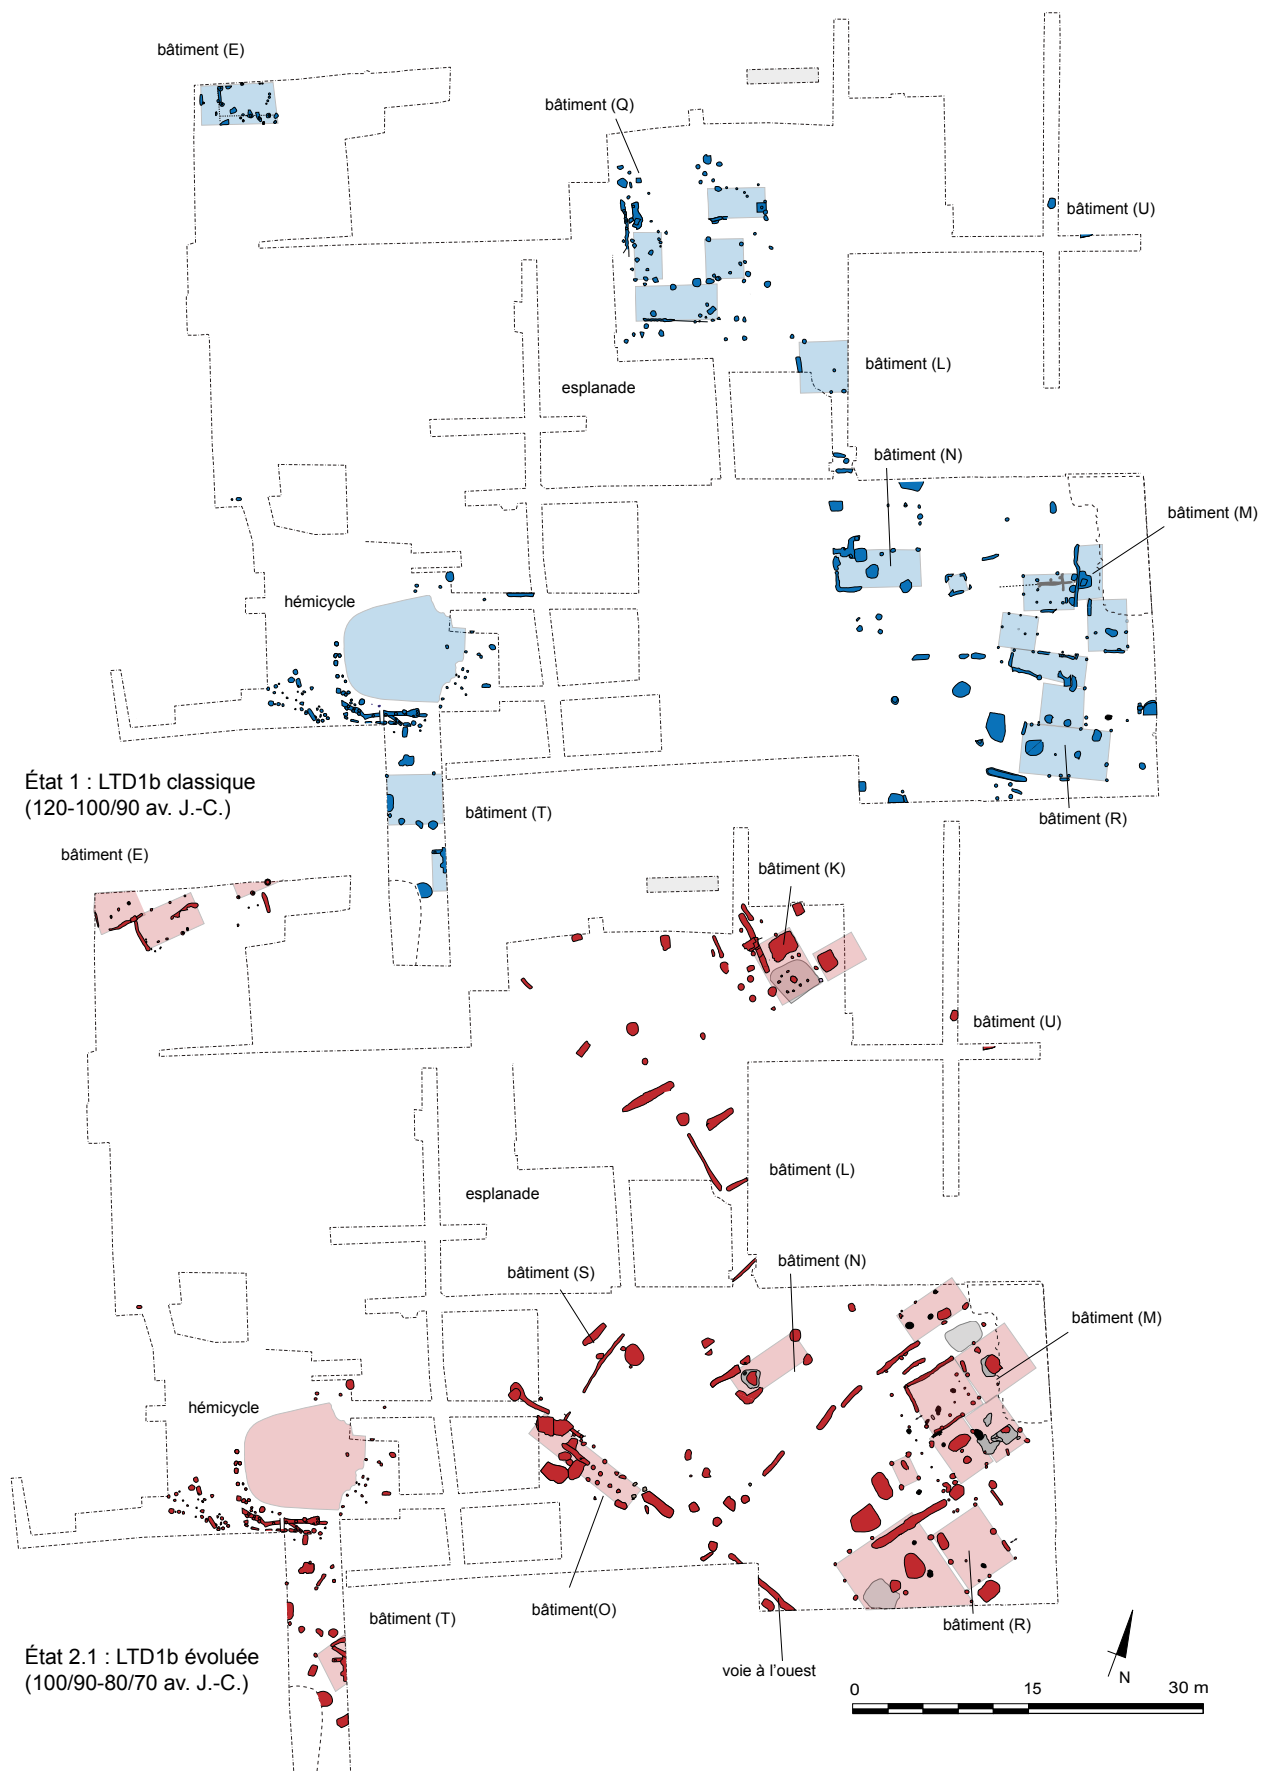 bâtiment (E)
bâtiment (Q)
bâtiment (U)
esplanade
bâtiment (L)
bâtiment (N)
bâtiment (M)
hémicycle
État 1 : LTD1b classique
(120-100/90 av. J.-C.)
bâtiment (T)
bâtiment (R)
bâtiment (E)
bâtiment (K)
bâtiment (U)
bâtiment (L)
esplanade
bâtiment (S)
bâtiment (N)
bâtiment (M)
hémicycle
bâtiment(O)
bâtiment (T)
bâtiment (R)
État 2.1 : LTD1b évoluée
(100/90-80/70 av. J.-C.)
voie à l'ouest
N
0 15 30 m